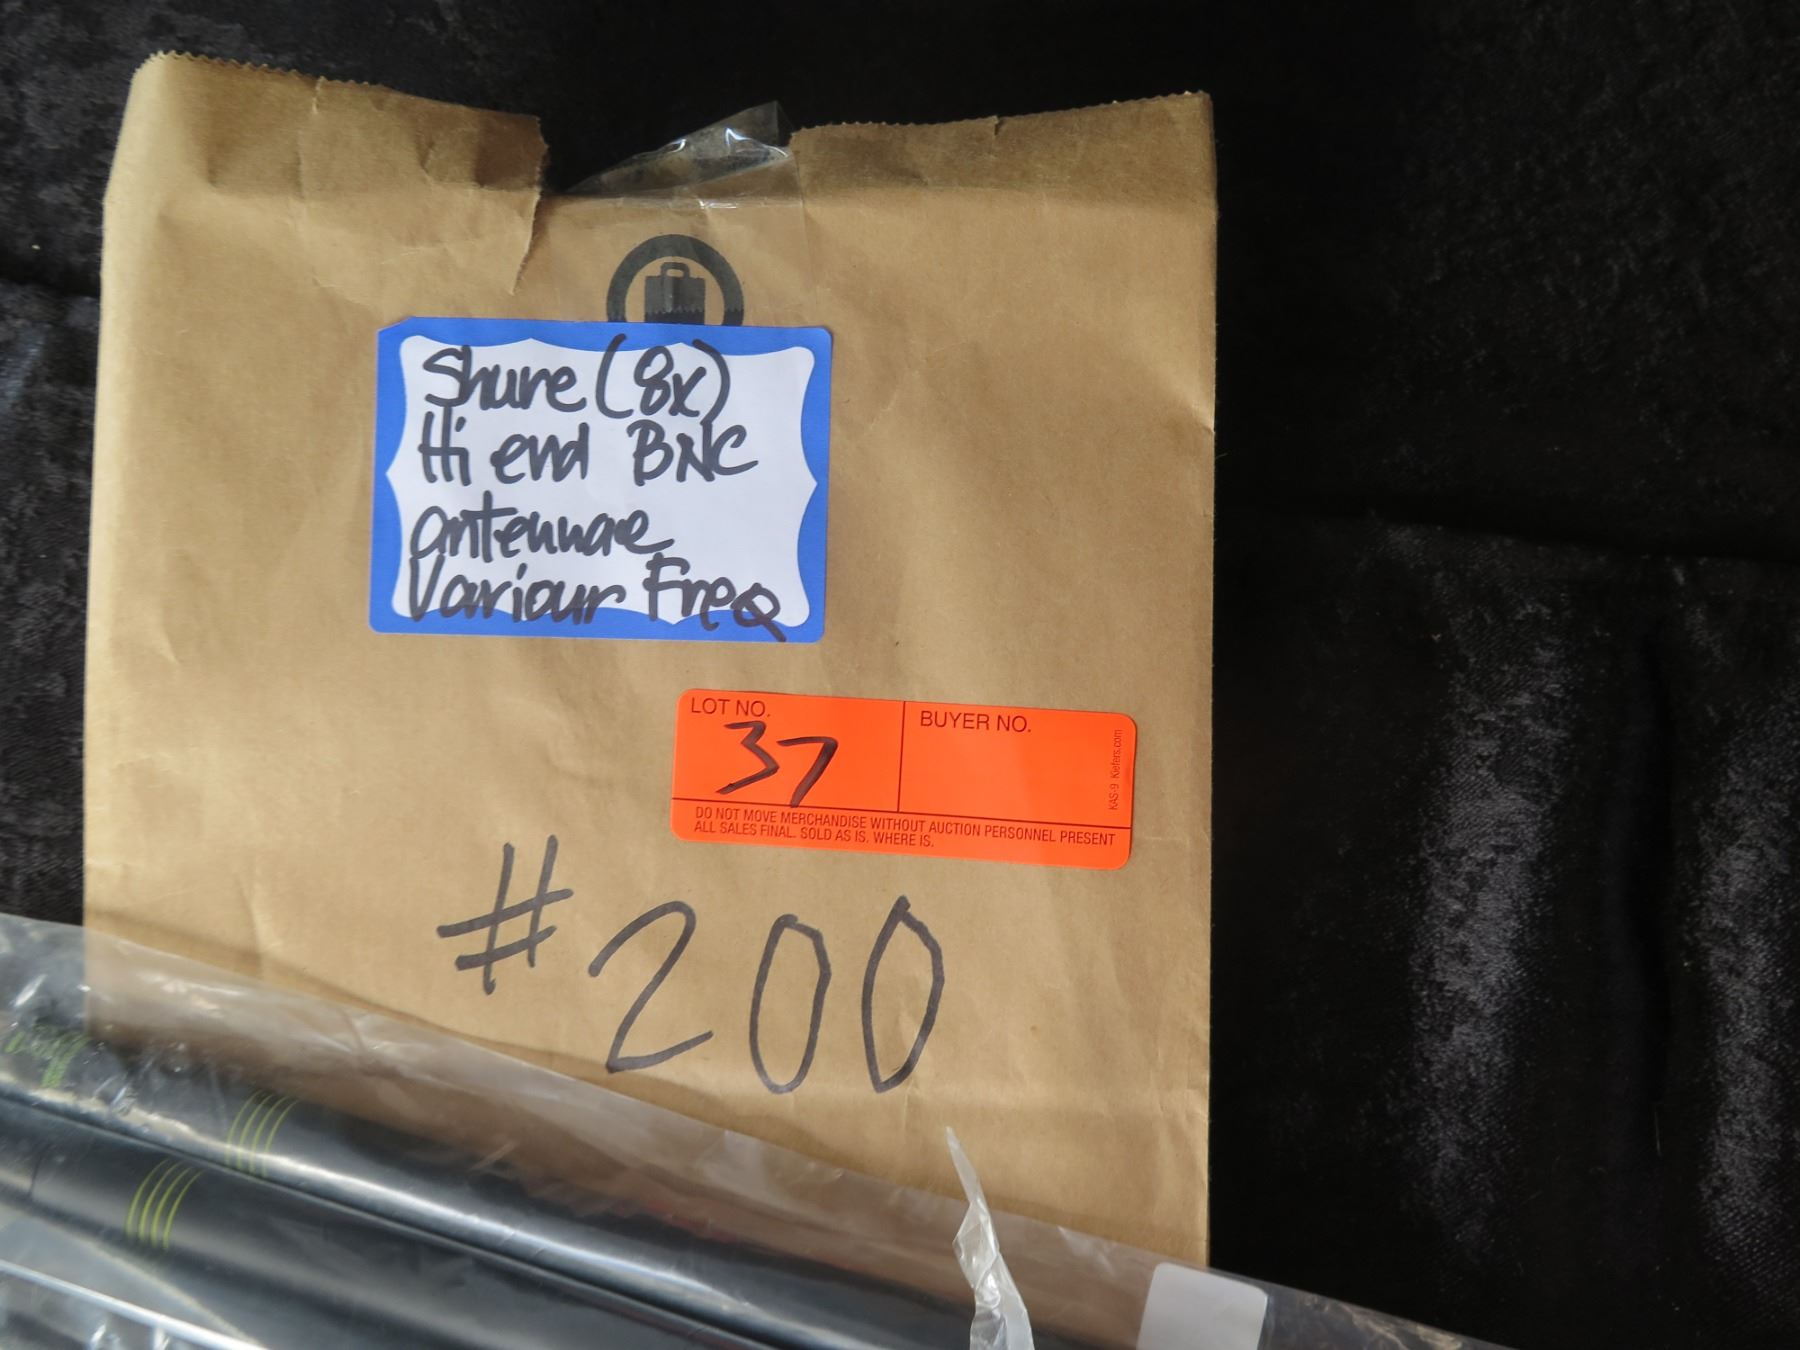 Shure (8x)
Hi end BNC
antennae
Variour Freq
LOT NO.
37
BUYER NO.
KAS-9 Kiefers.com
DO NOT MOVE MERCHANDISE WITHOUT AUCTION PERSONNEL PRESENT
ALL SALES FINAL. SOLD AS IS. WHERE IS.
#200